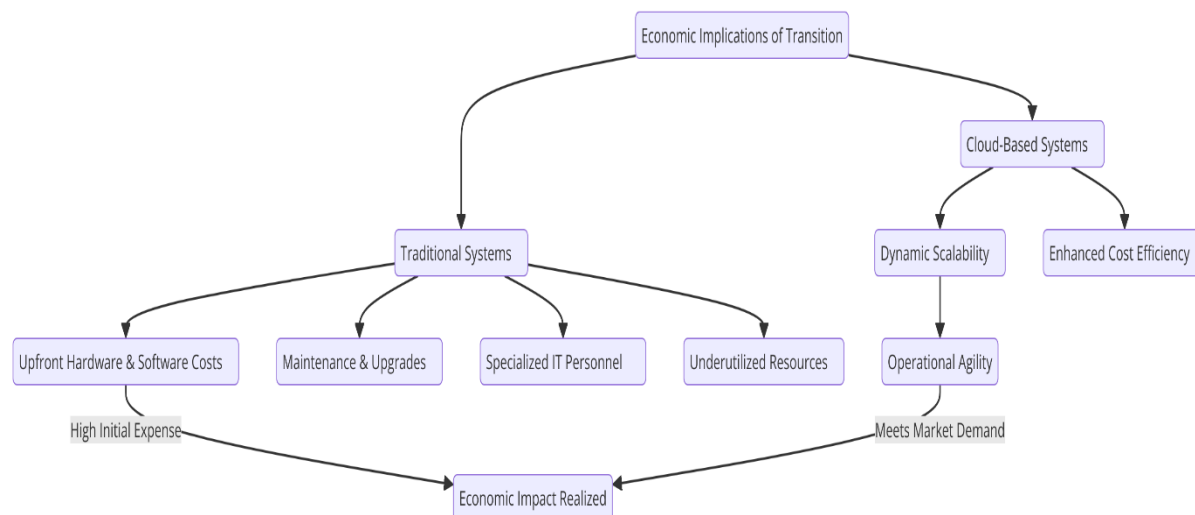 Economic Implications of Transition
Cloud-Based Systems
Traditional Systems
Dynamic Scalability
Enhanced Cost Efficiency
Upfront Hardware & Software Costs
Maintenance & Upgrades
Specialized IT Personnel
Underutilized Resources
Operational Agility
High Initial Expense
Meets Market Demand
Economic Impact Realized